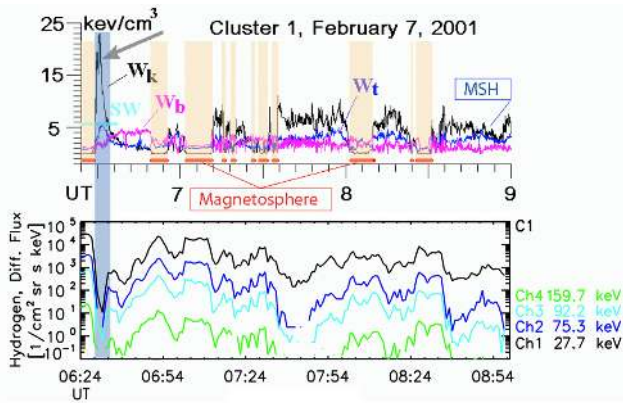 keV/cm³
Cluster 1, February 7, 2001
25
15
5
Wk
SW
Wb
Wt
MSH
UT
7
8
9
Magnetosphere
Hydrogen, Diff. Flux
[1/cm² sr s keV]
10⁵
10⁴
10³
10²
10¹
10⁰
10⁻¹
C1
Ch4 159.7 keV
Ch3 92.2 keV
Ch2 75.3 keV
Ch1 27.7 keV
06:24 06:54 07:24 07:54 08:24 08:54
UT